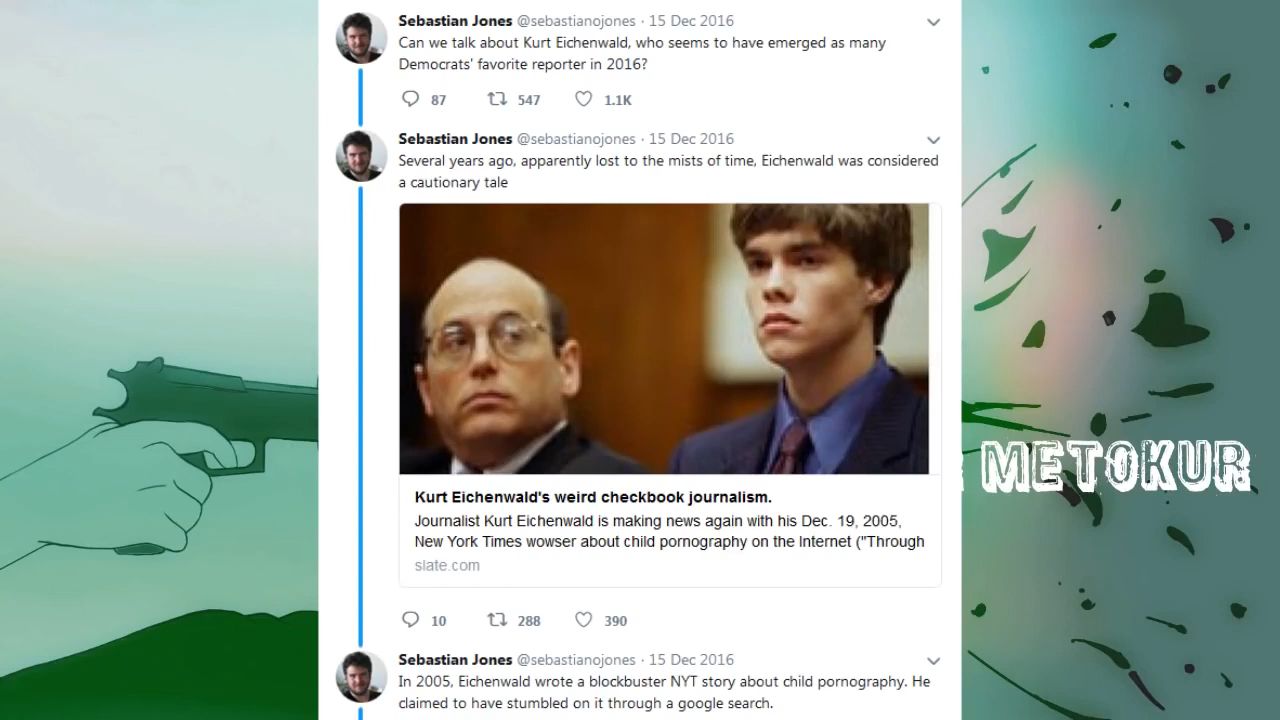 Sebastian Jones @sebastianojones · 15 Dec 2016
Can we talk about Kurt Eichenwald, who seems to have emerged as many
Democrats' favorite reporter in 2016?
87 547 1.1K
Sebastian Jones @sebastianojones · 15 Dec 2016
Several years ago, apparently lost to the mists of time, Eichenwald was considered
a cautionary tale
Kurt Eichenwald's weird checkbook journalism.
Journalist Kurt Eichenwald is making news again with his Dec. 19, 2005,
New York Times wowser about child pornography on the Internet ("Through
slate.com
10 288 390
METOKUR
Sebastian Jones @sebastianojones · 15 Dec 2016
In 2005, Eichenwald wrote a blockbuster NYT story about child pornography. He
claimed to have stumbled on it through a google search.